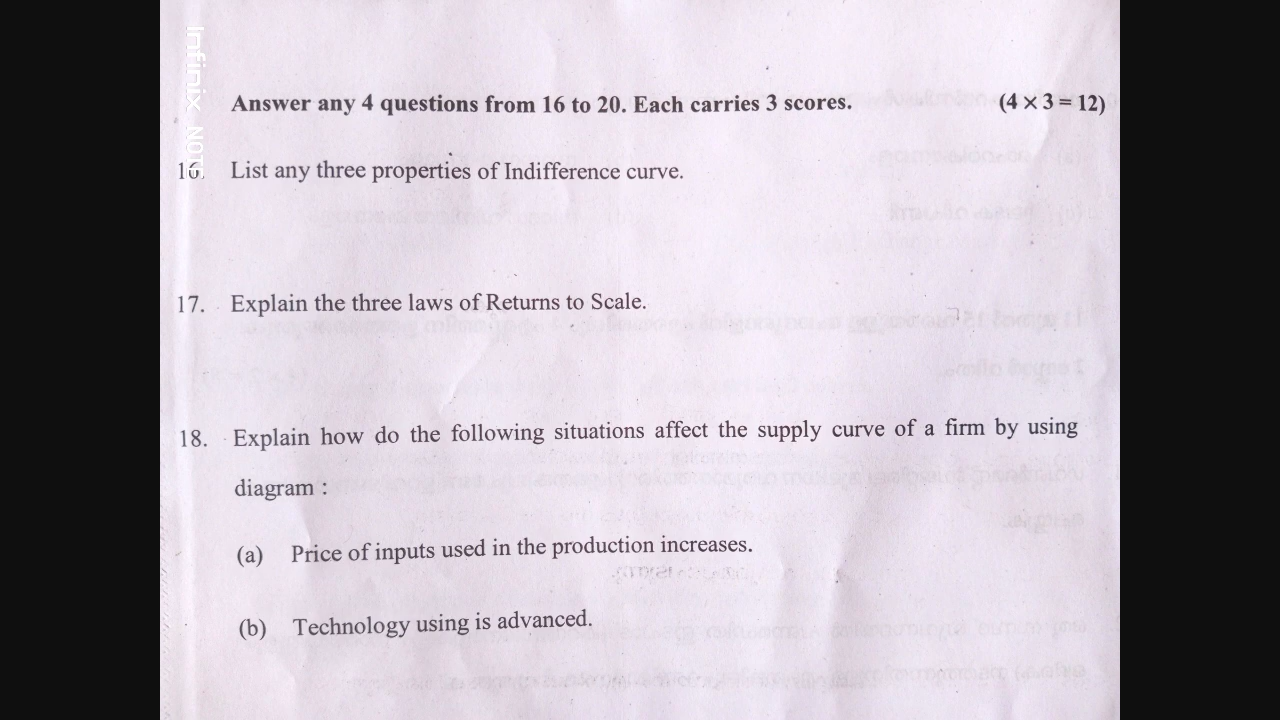 Infinix NOTE
Answer any 4 questions from 16 to 20. Each carries 3 scores. (4 × 3 = 12)
16. List any three properties of Indifference curve.
17. Explain the three laws of Returns to Scale.
18. Explain how do the following situations affect the supply curve of a firm by using
diagram :
(a) Price of inputs used in the production increases.
(b) Technology using is advanced.